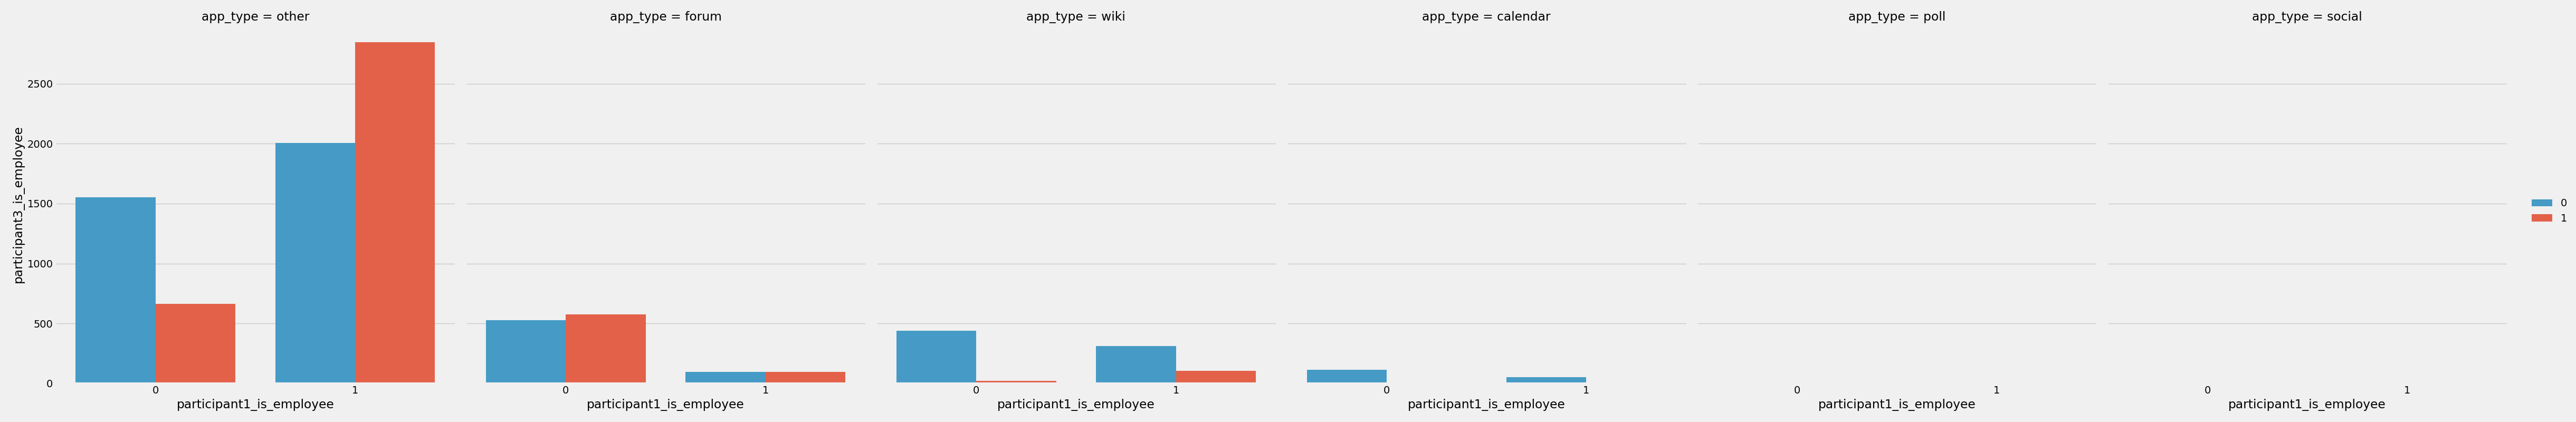 app_type = other
app_type = forum
app_type = wiki
app_type = calendar
app_type = poll
app_type = social
participant3_is_employee
2500
2000
1500
1000
500
0
0 1
0 1
0 1
0 1
0 1
0 1
participant1_is_employee
participant1_is_employee
participant1_is_employee
participant1_is_employee
participant1_is_employee
participant1_is_employee
0
1